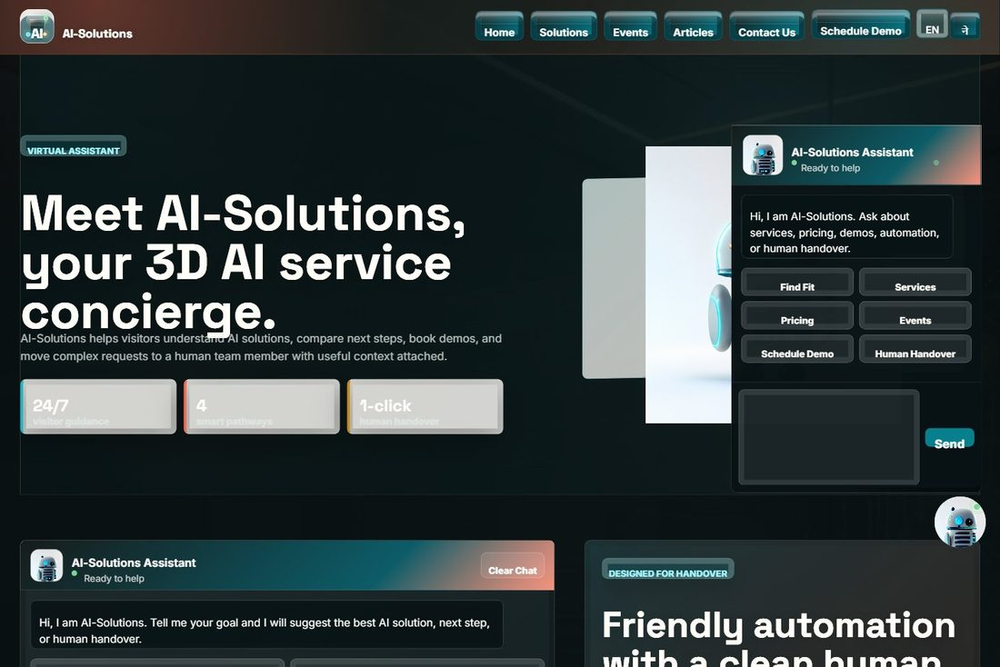 AI
AI-Solutions
Home
Solutions
Events
Articles
Contact Us
Schedule Demo
EN
ने
VIRTUAL ASSISTANT
Meet AI-Solutions,
your 3D AI service
concierge.
AI-Solutions helps visitors understand AI solutions, compare next steps, book demos, and
move complex requests to a human team member with useful context attached.
24/7
visitor guidance
4
smart pathways
1-click
human handover
AI-Solutions Assistant
Ready to help
Hi, I am AI-Solutions. Ask about
services, pricing, demos, automation,
or human handover.
Find Fit
Services
Pricing
Events
Schedule Demo
Human Handover
Send
AI-Solutions Assistant
Ready to help
Clear Chat
Hi, I am AI-Solutions. Tell me your goal and I will suggest the best AI solution, next step,
or human handover.
DESIGNED FOR HANDOVER
Friendly automation
with a clean human